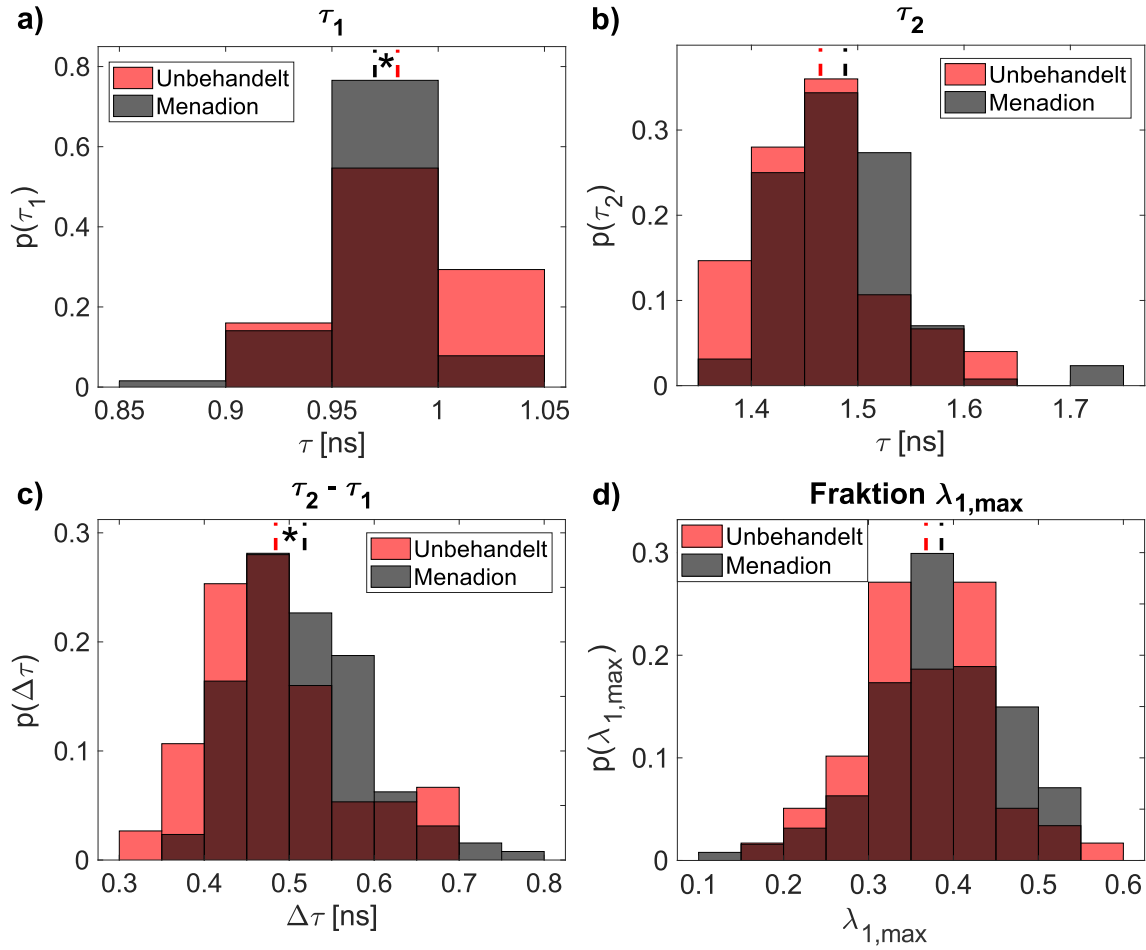 a)
τ1
*
Unbehandelt
Menadion
0.8
0.6
0.4
0.2
0
p(τ1)
0.85
0.9
0.95
1
1.05
τ [ns]
b)
τ2
Unbehandelt
Menadion
0.3
0.2
0.1
0
p(τ2)
1.4
1.5
1.6
1.7
τ [ns]
c)
τ2 - τ1
*
Unbehandelt
Menadion
0.3
0.2
0.1
0
p(Δτ)
0.3
0.4
0.5
0.6
0.7
0.8
Δτ [ns]
d)
Fraktion λ1,max
Unbehandelt
Menadion
0.3
0.2
0.1
0
p(λ1,max)
0.1
0.2
0.3
0.4
0.5
0.6
λ1,max